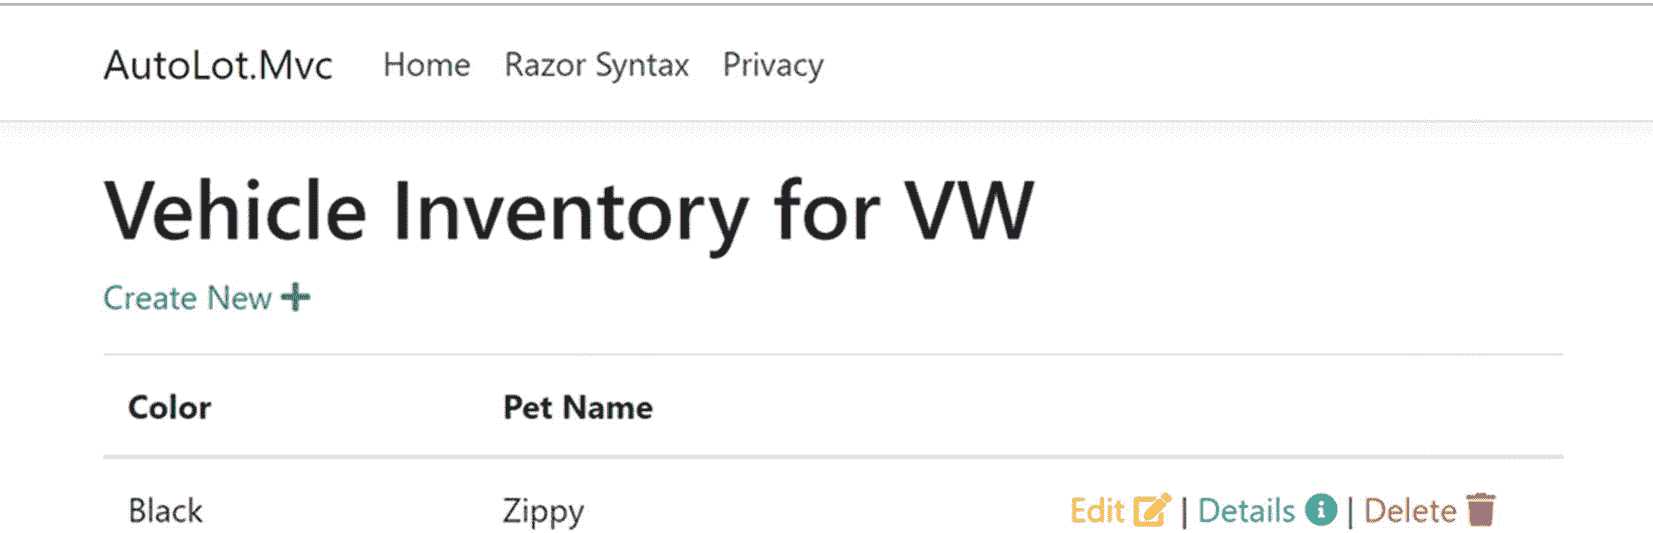 AutoLot.Mvc Home Razor Syntax Privacy
Vehicle Inventory for VW
Create New
Color Pet Name
Black Zippy Edit | Details | Delete